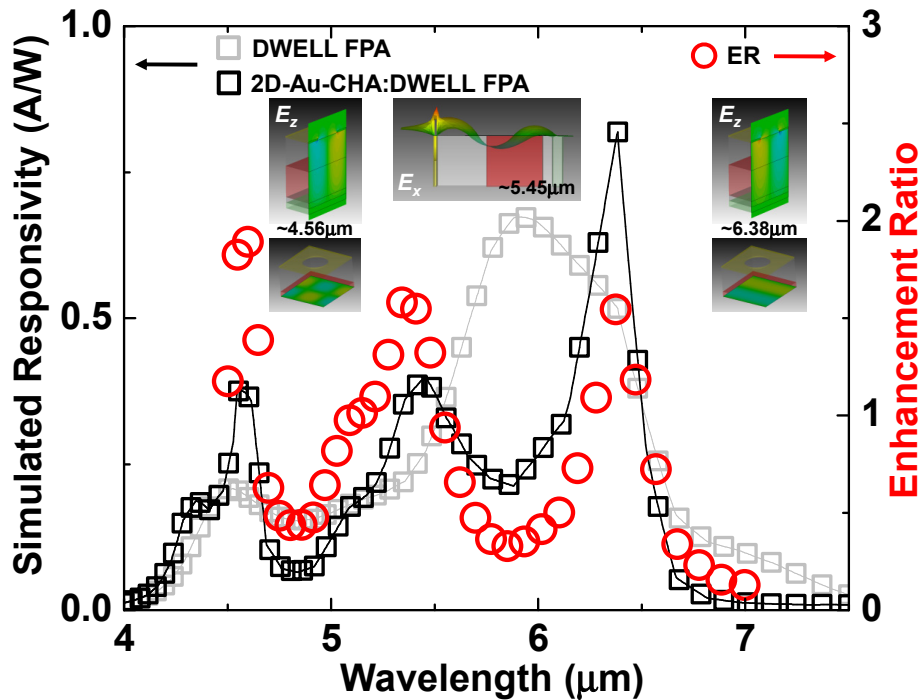 1.0
0.5
0.0
Simulated Responsivity (A/W)
DWELL FPA
2D-Au-CHA:DWELL FPA
ER
Ez
~4.56μm
Ex
~5.45μm
Ez
~6.38μm
3
2
1
0
Enhancement Ratio
4 5 6 7
Wavelength (μm)